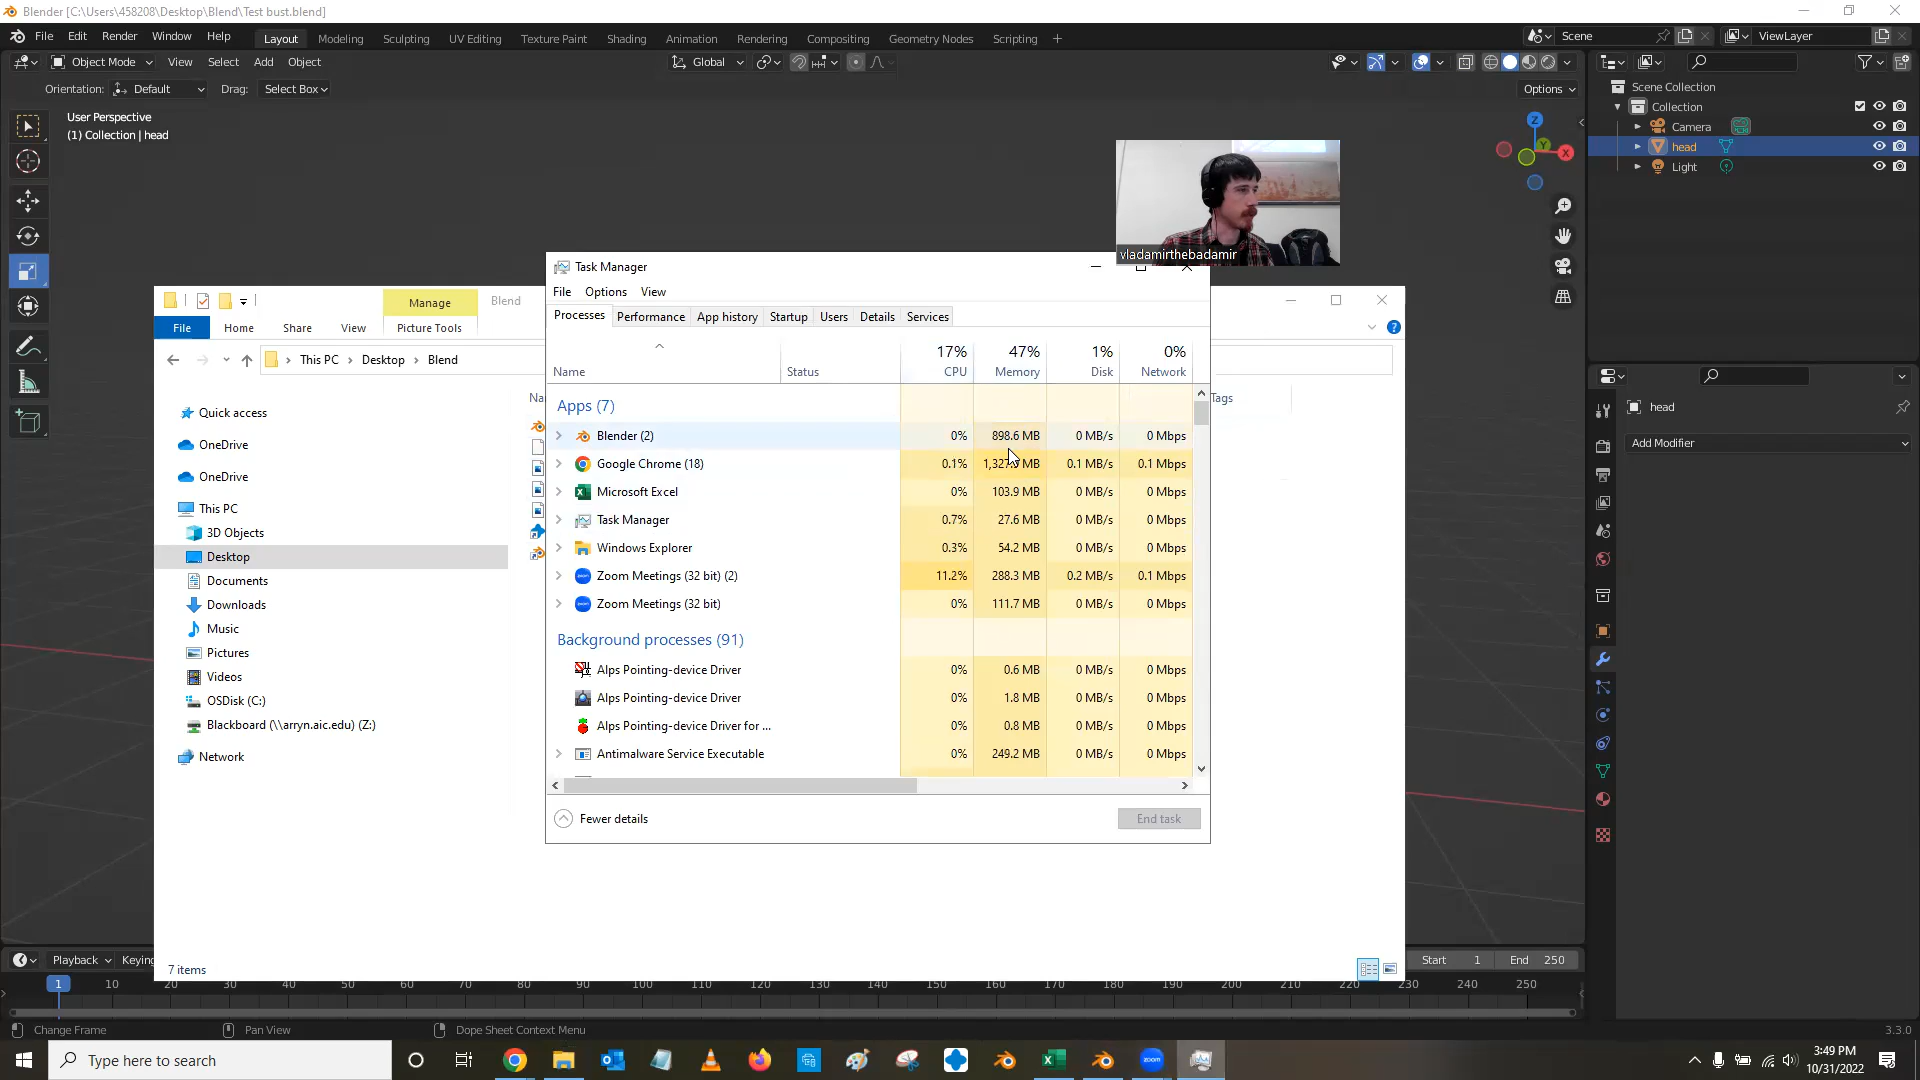 Blender [C:\Users\458208\Desktop\Blend\Test bust.blend]
File Edit Render Window Help
Layout Modeling Sculpting UV Editing Texture Paint Shading Animation Rendering Compositing Geometry Nodes Scripting +
Scene
ViewLayer
Object Mode View Select Add Object
Global
Orientation: Default Drag: Select Box
Options
User Perspective
(1) Collection | head
Z
Y
X
Scene Collection
Collection
Camera
head
Light
head
Add Modifier
vladamirthebadamir
Manage
Blend
File Home Share View Picture Tools
This PC Desktop Blend
Tags
Quick access
OneDrive
OneDrive
This PC
3D Objects
Desktop
Documents
Downloads
Music
Pictures
Videos
OSDisk (C:)
Blackboard (\\arryn.aic.edu) (Z:)
Network
7 items
Task Manager
File Options View
Processes Performance App history Startup Users Details Services
17% 47% 1% 0%
Name Status CPU Memory Disk Network
Apps (7)
Blender (2) 0% 898.6 MB 0 MB/s 0 Mbps
Google Chrome (18) 0.1% MB 0.1 MB/s 0.1 Mbps
Microsoft Excel 0% 103.9 MB 0 MB/s 0 Mbps
Task Manager 0.7% 27.6 MB 0 MB/s 0 Mbps
Windows Explorer 0.3% 54.2 MB 0 MB/s 0 Mbps
Zoom Meetings (32 bit) (2) 11.2% 288.3 MB 0.2 MB/s 0.1 Mbps
Zoom Meetings (32 bit) 0% 111.7 MB 0 MB/s 0 Mbps
Background processes (91)
Alps Pointing-device Driver 0% 0.6 MB 0 MB/s 0 Mbps
Alps Pointing-device Driver 0% 1.8 MB 0 MB/s 0 Mbps
Alps Pointing-device Driver for ... 0% 0.8 MB 0 MB/s 0 Mbps
Antimalware Service Executable 0% 249.2 MB 0 MB/s 0 Mbps
Fewer details
End task
Playback Keying
Start 1 End 250
1 10 20 30 40 50 60 70 80 90 100 110 120 130 140 150 160 170 180 190 200 210 220 230 240 250
Change Frame Pan View Dope Sheet Context Menu
3.3.0
Type here to search
zoom
zoom
zoom
3:49 PM
10/31/2022